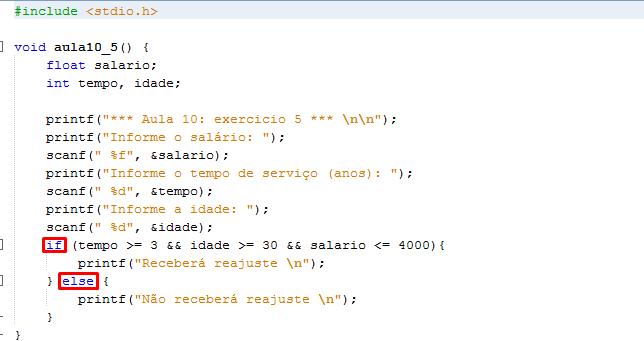 #include <stdio.h>
void aula10_5() {
float salario;
int tempo, idade;
printf("*** Aula 10: exercicio 5 *** \n\n");
printf("Informe o salário: ");
scanf(" %f", &salario);
printf("Informe o tempo de serviço (anos): ");
scanf(" %d", &tempo);
printf("Informe a idade: ");
scanf(" %d", &idade);
if (tempo >= 3 && idade >= 30 && salario <= 4000){
printf("Receberá reajuste \n");
} else {
printf("Não receberá reajuste \n");
}
}